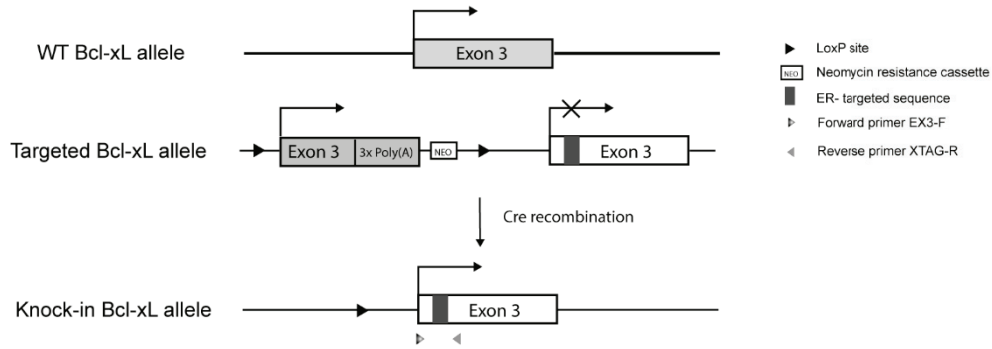 WT Bcl-xL allele
Exon 3
LoxP site
NEO Neomycin resistance cassette
ER- targeted sequence
Forward primer EX3-F
Reverse primer XTAG-R
Targeted Bcl-xL allele
Exon 3 3x Poly(A) NEO Exon 3
Cre recombination
Knock-in Bcl-xL allele
Exon 3